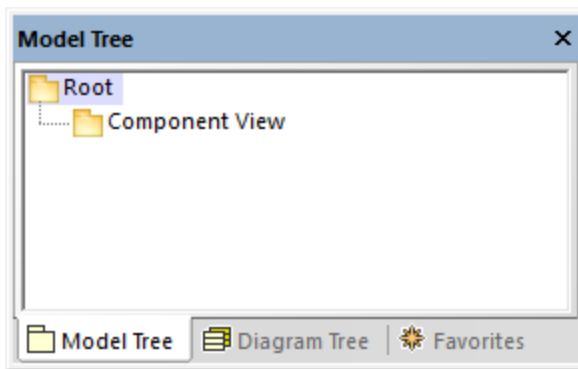 Model Tree
Root
Component View
Model Tree Diagram Tree Favorites